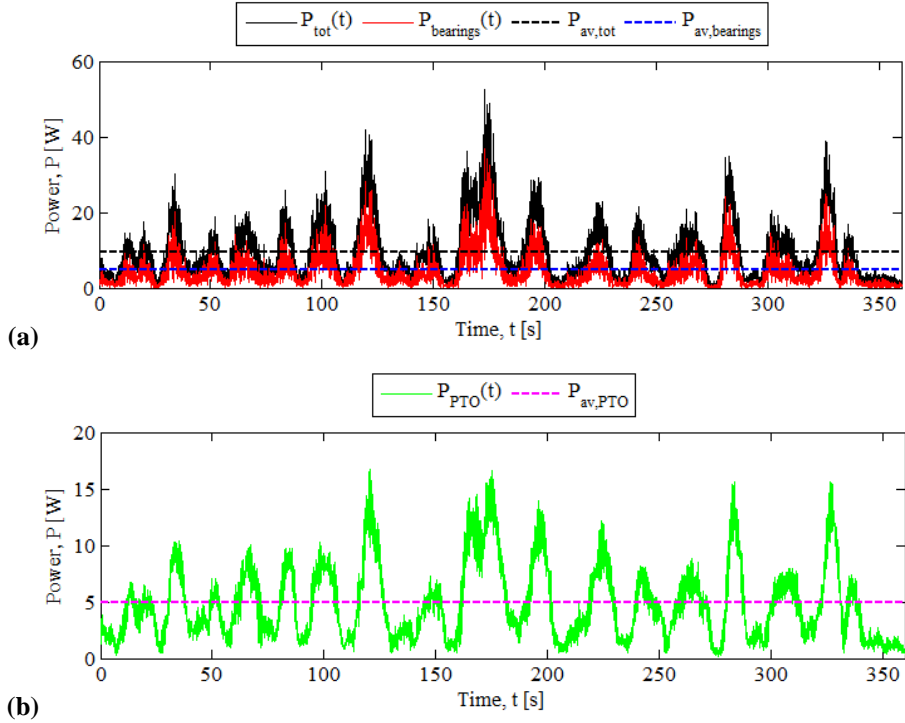 P_tot(t) P_bearings(t) P_av,tot P_av,bearings
60
40
20
0
Power, P [W]
0 50 100 150 200 250 300 350
Time, t [s]
(a)
P_PTO(t) P_av,PTO
20
15
10
5
0
Power, P [W]
0 50 100 150 200 250 300 350
Time, t [s]
(b)